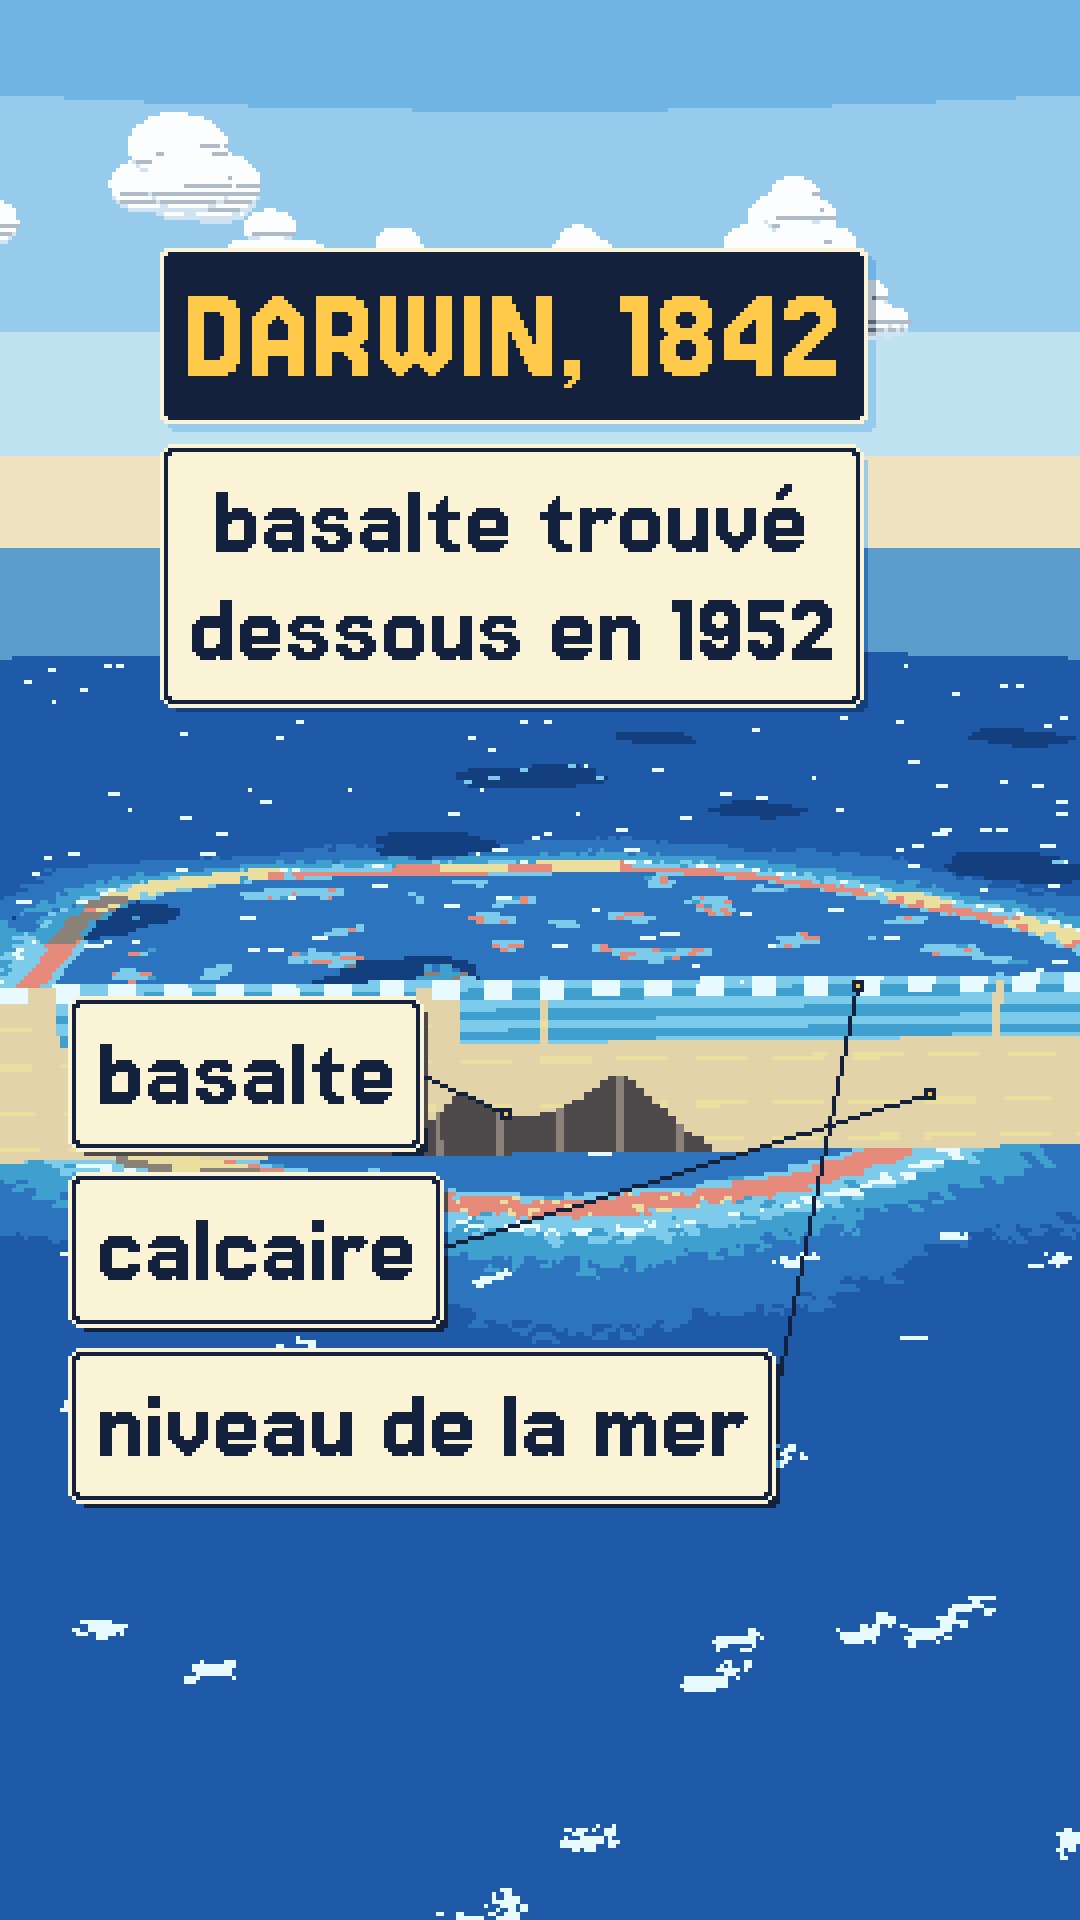 DARWIN, 1842
basalte trouvé
dessous en 1952
basalte
calcaire
niveau de la mer